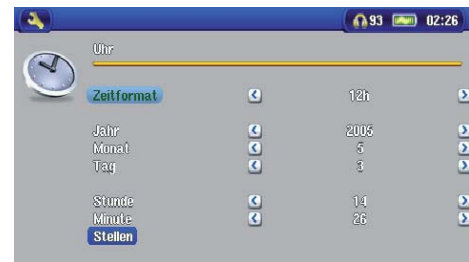 93 02:26
Uhr
Zeitformat 12h
Jahr 2005
Monat 5
Tag 3
Stunde 14
Minute 26
Stellen